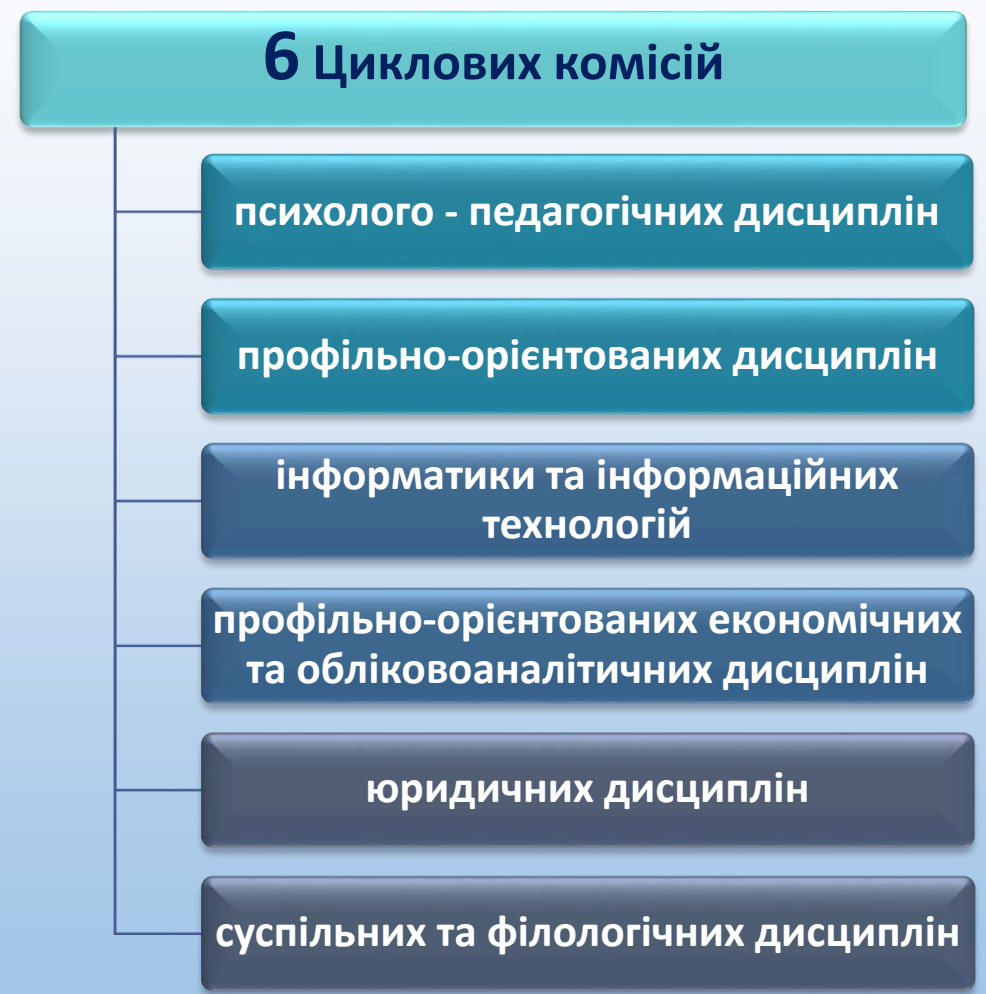 6 Циклових комісій
психолого - педагогічних дисциплін
профільно-орієнтованих дисциплін
інформатики та інформаційних
технологій
профільно-орієнтованих економічних
та обліковоаналітичних дисциплін
юридичних дисциплін
суспільних та філологічних дисциплін